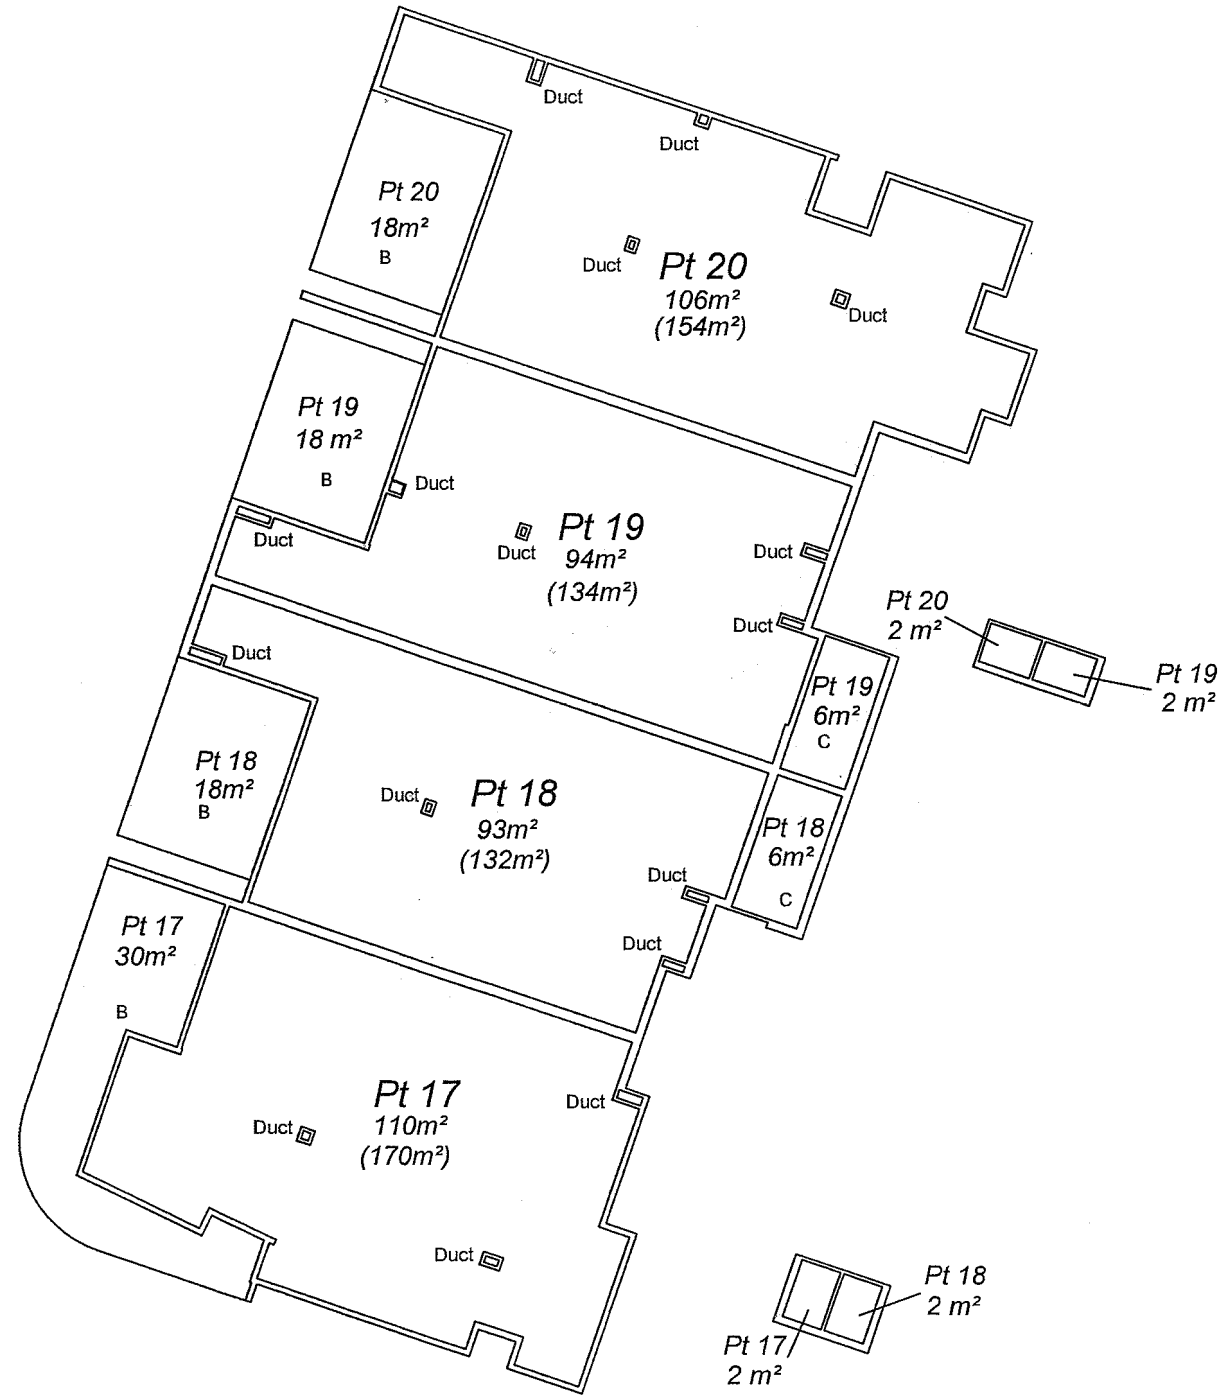 Duct
Duct
Pt 20
18m²
B
Duct
Pt 20
106m²
(154m²)
Duct
Pt 19
18 m²
B
Duct
Duct
Pt 19
94m²
(134m²)
Duct
Duct
Duct
Pt 20
2 m²
Pt 19
2 m²
Duct
Pt 19
6m²
C
Pt 18
18m²
B
Duct
Pt 18
93m²
(132m²)
Pt 18
6m²
C
Duct
Duct
Pt 17
30m²
B
Pt 17
110m²
(170m²)
Duct
Duct
Duct
Pt 18
2 m²
Pt 17
2 m²